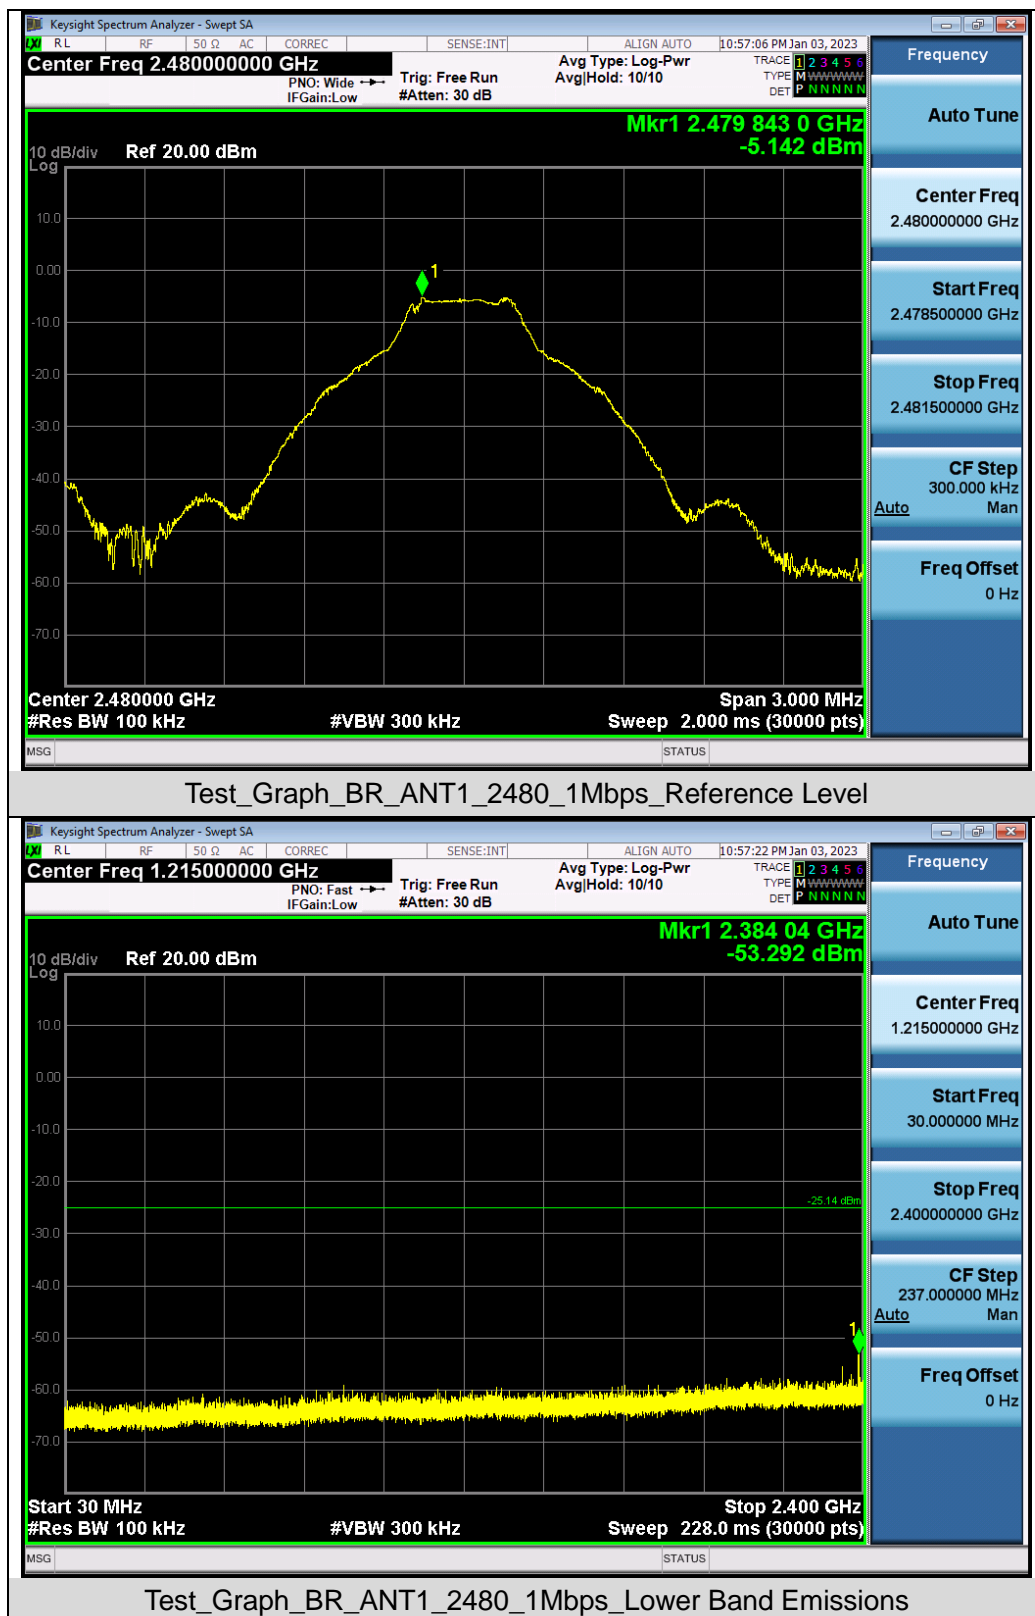 Keysight Spectrum Analyzer - Swept SA
LXI RL RF 50 Ω AC CORREC SENSE:INT ALIGN AUTO 10:57:06 PM Jan 03, 2023
Center Freq 2.480000000 GHz
PNO: Wide
IFGain:Low
Trig: Free Run
#Atten: 30 dB
Avg Type: Log-Pwr
Avg|Hold: 10/10
TRACE 1 2 3 4 5 6
TYPE M WWWWW
DET P N N N N N
Frequency
Mkr1 2.479 843 0 GHz
-5.142 dBm
10 dB/div Ref 20.00 dBm
Log
10.0
0.00
-10.0
-20.0
-30.0
-40.0
-50.0
-60.0
-70.0
1
Center 2.480000 GHz Span 3.000 MHz
#Res BW 100 kHz #VBW 300 kHz Sweep 2.000 ms (30000 pts)
MSG STATUS
Auto Tune
Center Freq
2.480000000 GHz
Start Freq
2.478500000 GHz
Stop Freq
2.481500000 GHz
CF Step
300.000 kHz
Auto Man
Freq Offset
0 Hz
Test_Graph_BR_ANT1_2480_1Mbps_Reference Level
Keysight Spectrum Analyzer - Swept SA
LXI RL RF 50 Ω AC CORREC SENSE:INT ALIGN AUTO 10:57:22 PM Jan 03, 2023
Center Freq 1.215000000 GHz
PNO: Fast
IFGain:Low
Trig: Free Run
#Atten: 30 dB
Avg Type: Log-Pwr
Avg|Hold: 10/10
TRACE 1 2 3 4 5 6
TYPE M WWWWW
DET P N N N N N
Frequency
Mkr1 2.384 04 GHz
-53.292 dBm
10 dB/div Ref 20.00 dBm
Log
10.0
0.00
-10.0
-20.0
-30.0
-40.0
-50.0
-60.0
-70.0
-25.14 dBm
1
Start 30 MHz Stop 2.400 GHz
#Res BW 100 kHz #VBW 300 kHz Sweep 228.0 ms (30000 pts)
MSG STATUS
Auto Tune
Center Freq
1.215000000 GHz
Start Freq
30.000000 MHz
Stop Freq
2.400000000 GHz
CF Step
237.000000 MHz
Auto Man
Freq Offset
0 Hz
Test_Graph_BR_ANT1_2480_1Mbps_Lower Band Emissions